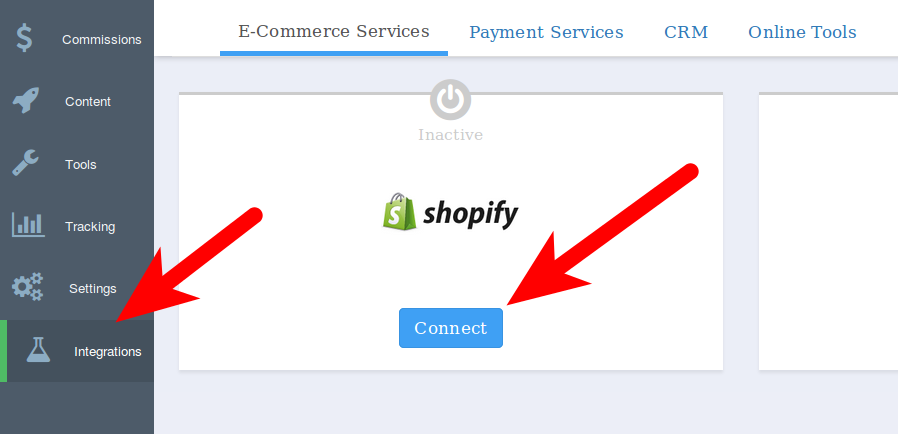 Commissions
Content
Tools
Tracking
Settings
Integrations
E-Commerce Services
Payment Services
CRM
Online Tools
Inactive
shopify
Connect